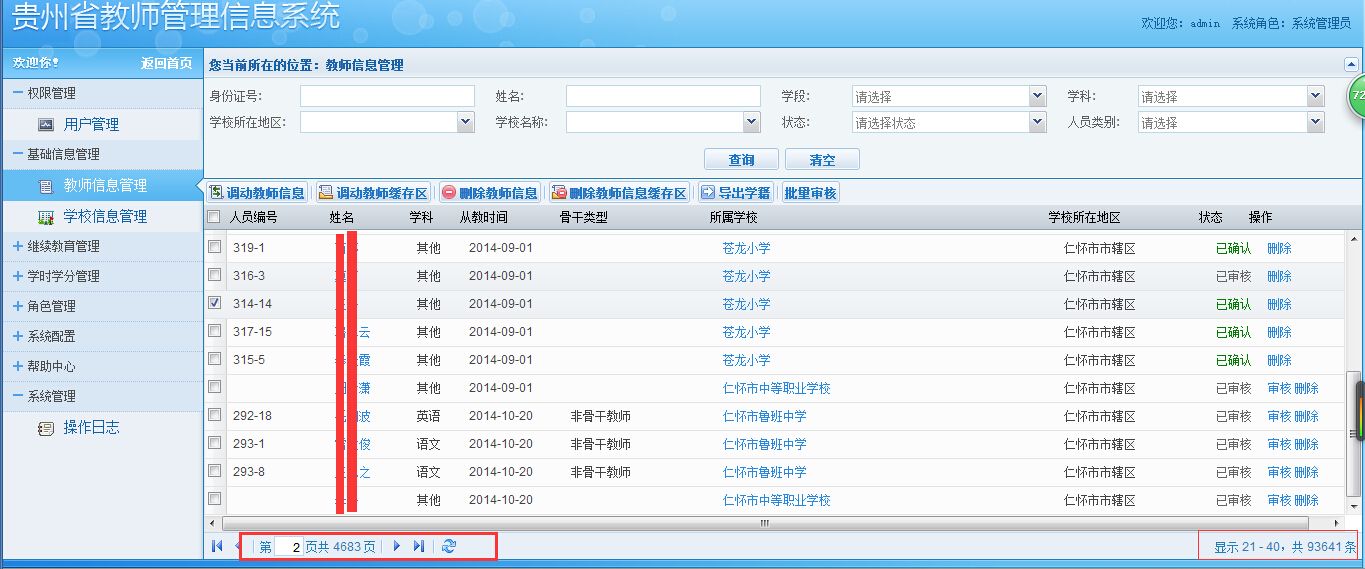 贵州省教师管理信息系统
欢迎您: admin 系统角色: 系统管理员
欢迎你! 返回首页
您当前所在的位置: 教师信息管理
权限管理
用户管理
基础信息管理
教师信息管理
学校信息管理
继续教育管理
学时学分管理
角色管理
系统配置
帮助中心
系统管理
操作日志
身份证号: 姓名: 学段: 请选择 学科: 请选择
72
学校所在地区: 学校名称: 状态: 请选择状态 人员类别: 请选择
查询 清空
调动教师信息 调动教师缓存区 删除教师信息 删除教师信息缓存区 导出学籍 批量审核
人员编号 姓名 学科 从教时间 骨干类型 所属学校 学校所在地区 状态 操作
319-1 其他 2014-09-01 苍龙小学 仁怀市市辖区 已确认 删除
316-3 其他 2014-09-01 苍龙小学 仁怀市市辖区 已审核 删除
314-14 其他 2014-09-01 苍龙小学 仁怀市市辖区 已确认 删除
317-15 云 其他 2014-09-01 苍龙小学 仁怀市市辖区 已确认 删除
315-5 霞 其他 2014-09-01 苍龙小学 仁怀市市辖区 已确认 删除
潇 其他 2014-09-01 仁怀市中等职业学校 仁怀市市辖区 已审核 审核 删除
292-18 波 英语 2014-10-20 非骨干教师 仁怀市鲁班中学 仁怀市市辖区 已审核 审核 删除
293-1 俊 语文 2014-10-20 非骨干教师 仁怀市鲁班中学 仁怀市市辖区 已审核 审核 删除
293-8 之 语文 2014-10-20 非骨干教师 仁怀市鲁班中学 仁怀市市辖区 已审核 审核 删除
其他 2014-10-20 仁怀市中等职业学校 仁怀市市辖区 已审核 审核 删除
第 2 页共 4683 页
显示 21 - 40, 共 93641 条